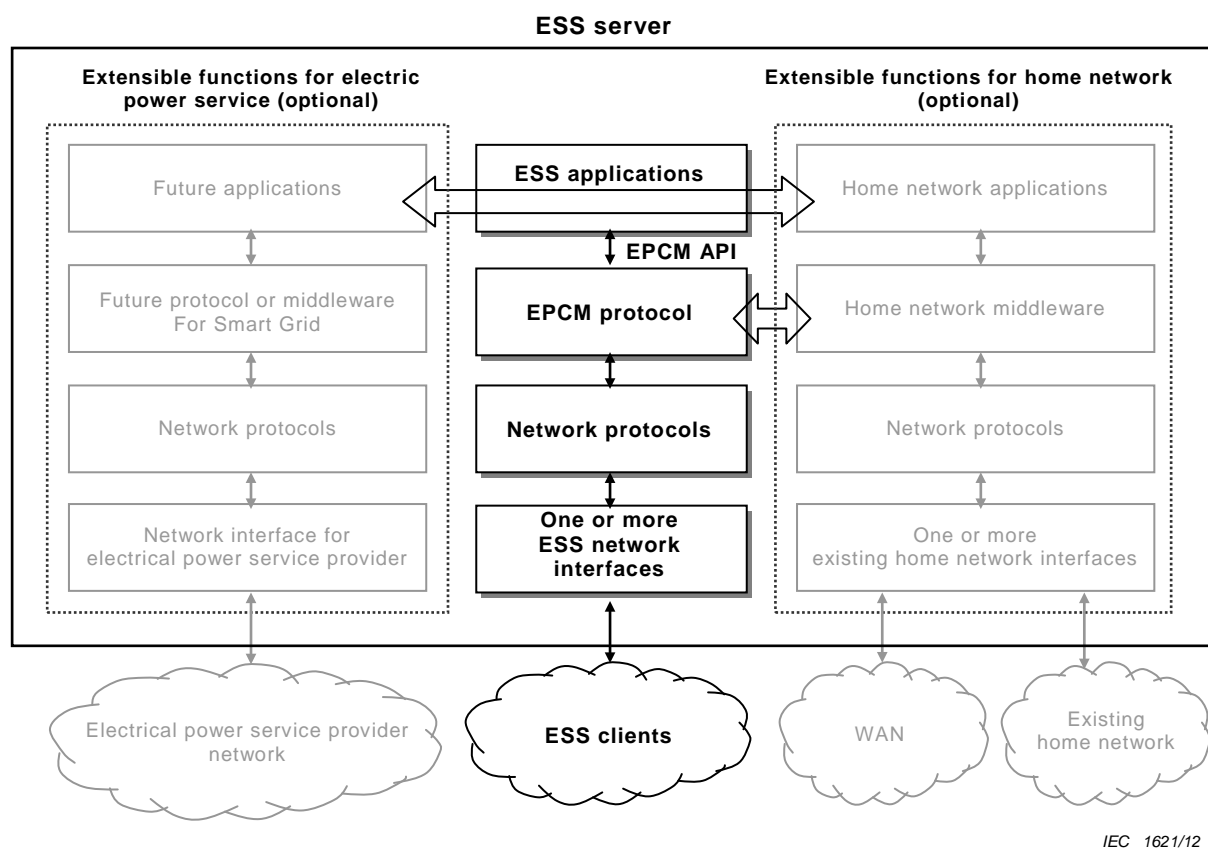 ESS server
Extensible functions for electric
power service (optional)
Extensible functions for home network
(optional)
Future applications
ESS applications
Home network applications
EPCM API
Future protocol or middleware
For Smart Grid
EPCM protocol
Home network middleware
Network protocols
Network protocols
Network protocols
Network interface for
electrical power service provider
One or more
ESS network
interfaces
One or more
existing home network interfaces
Electrical power service provider
network
ESS clients
WAN
Existing
home network
IEC 1621/12